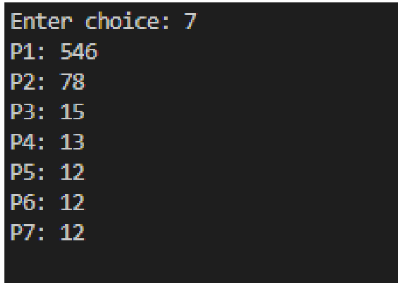 Enter choice: 7
P1: 546
P2: 78
P3: 15
P4: 13
P5: 12
P6: 12
P7: 12